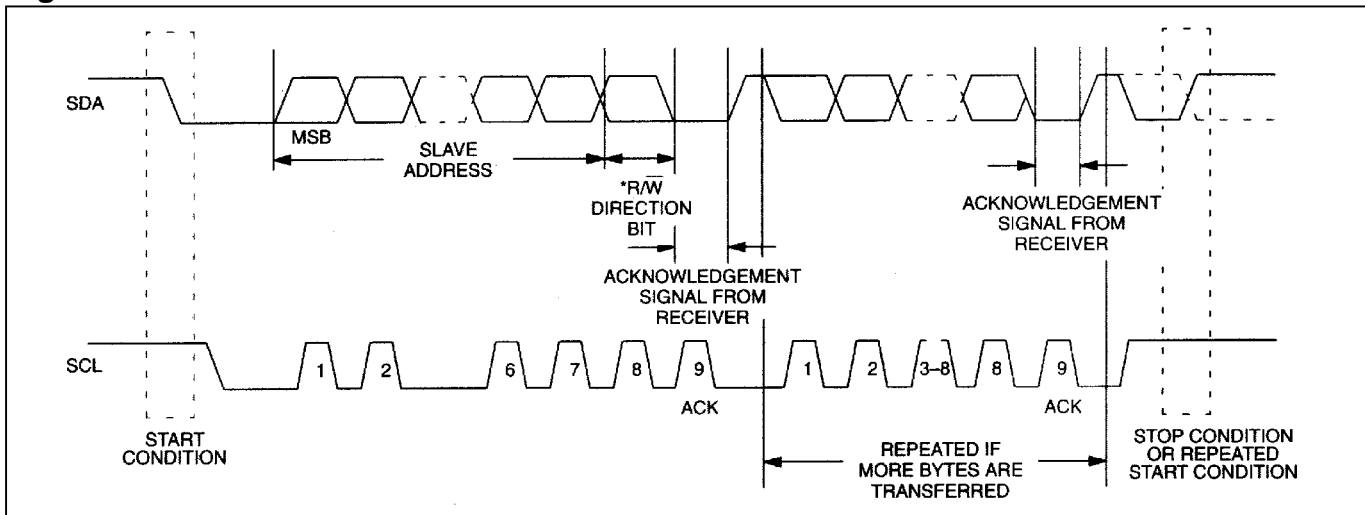 SDA
MSB
SLAVE
ADDRESS
*R/W̅
DIRECTION
BIT
ACKNOWLEDGEMENT
SIGNAL FROM
RECEIVER
ACKNOWLEDGEMENT
SIGNAL FROM
RECEIVER
SCL
1 2 6 7 8 9 1 2 3–8 8 9
ACK ACK
START
CONDITION
REPEATED IF
MORE BYTES ARE
TRANSFERRED
STOP CONDITION
OR REPEATED
START CONDITION